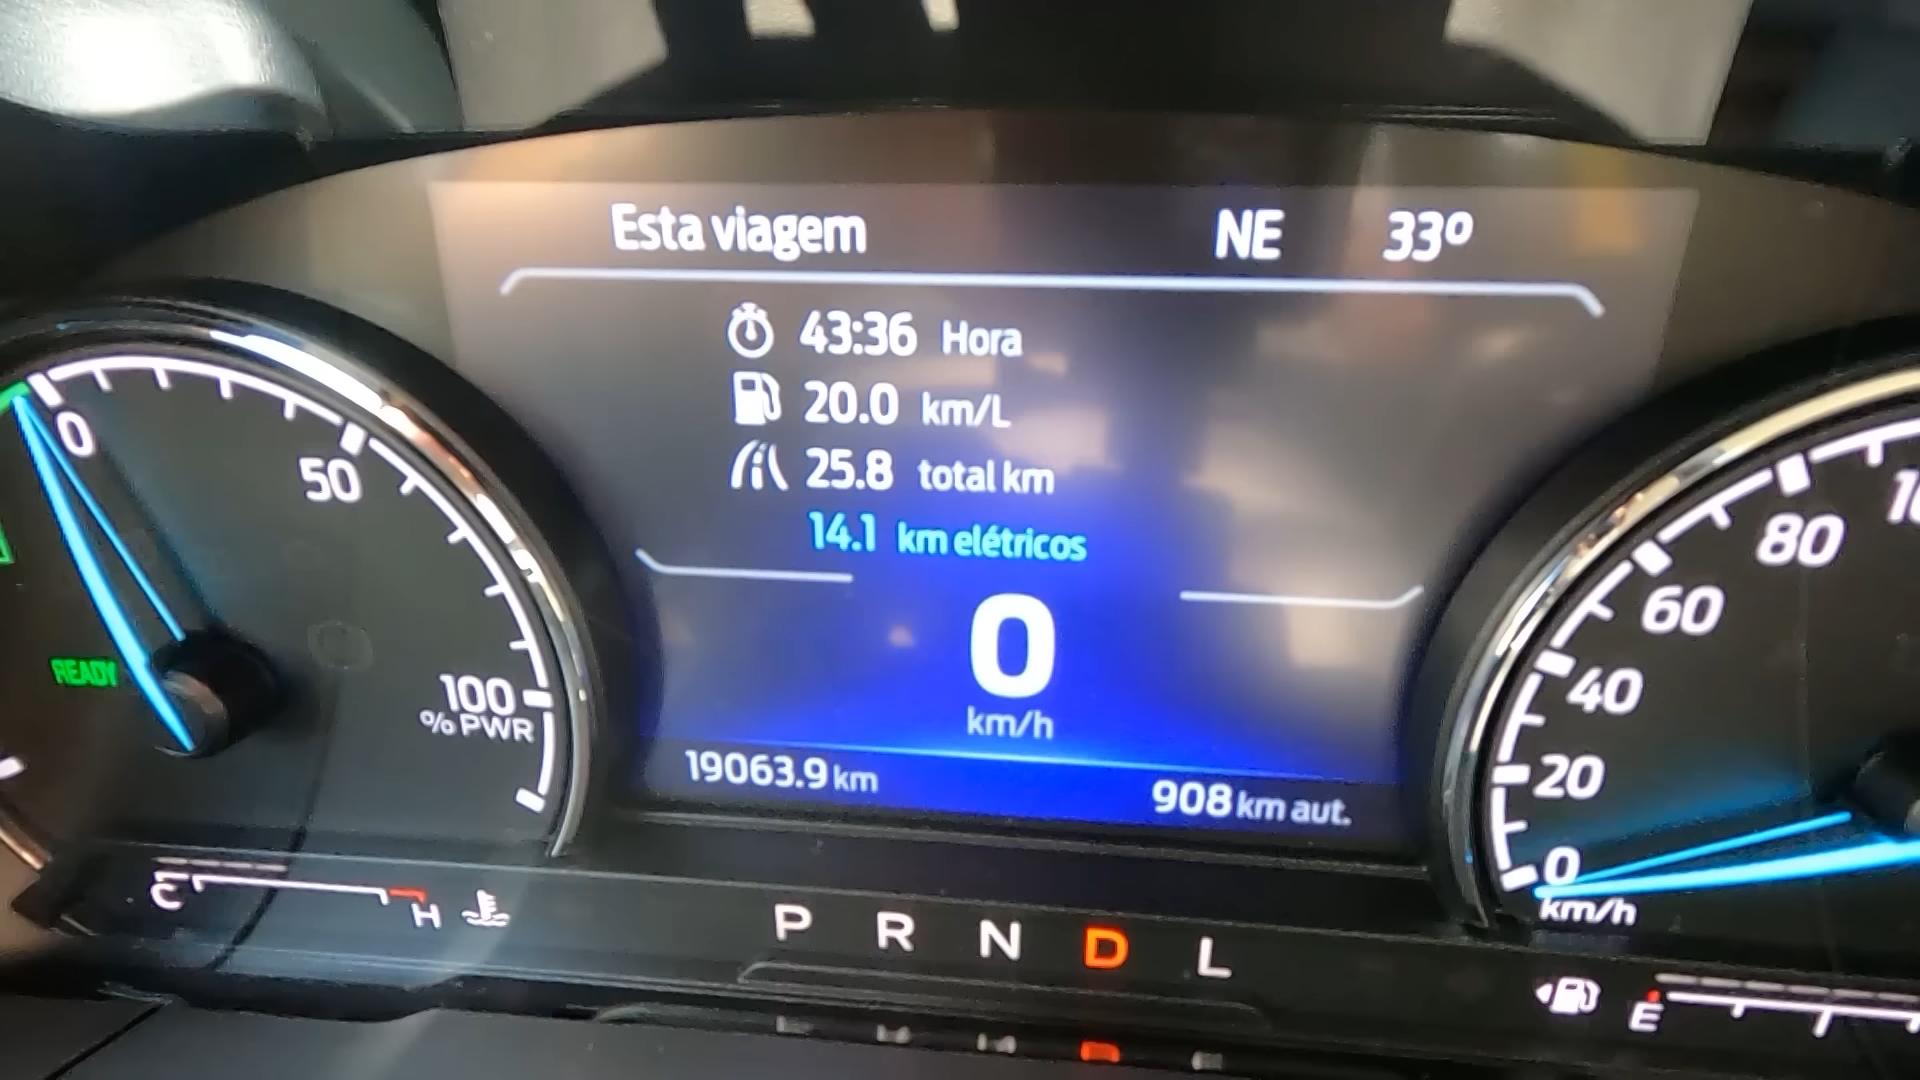 Esta viagem NE 33º
43:36 Hora
20.0 km/L
25.8 total km
14.1 km elétricos
0
km/h
19063.9 km 908 km aut.
0
50
100
% PWR
READY
80
60
40
20
0
km/h
C H
P R N D L
E